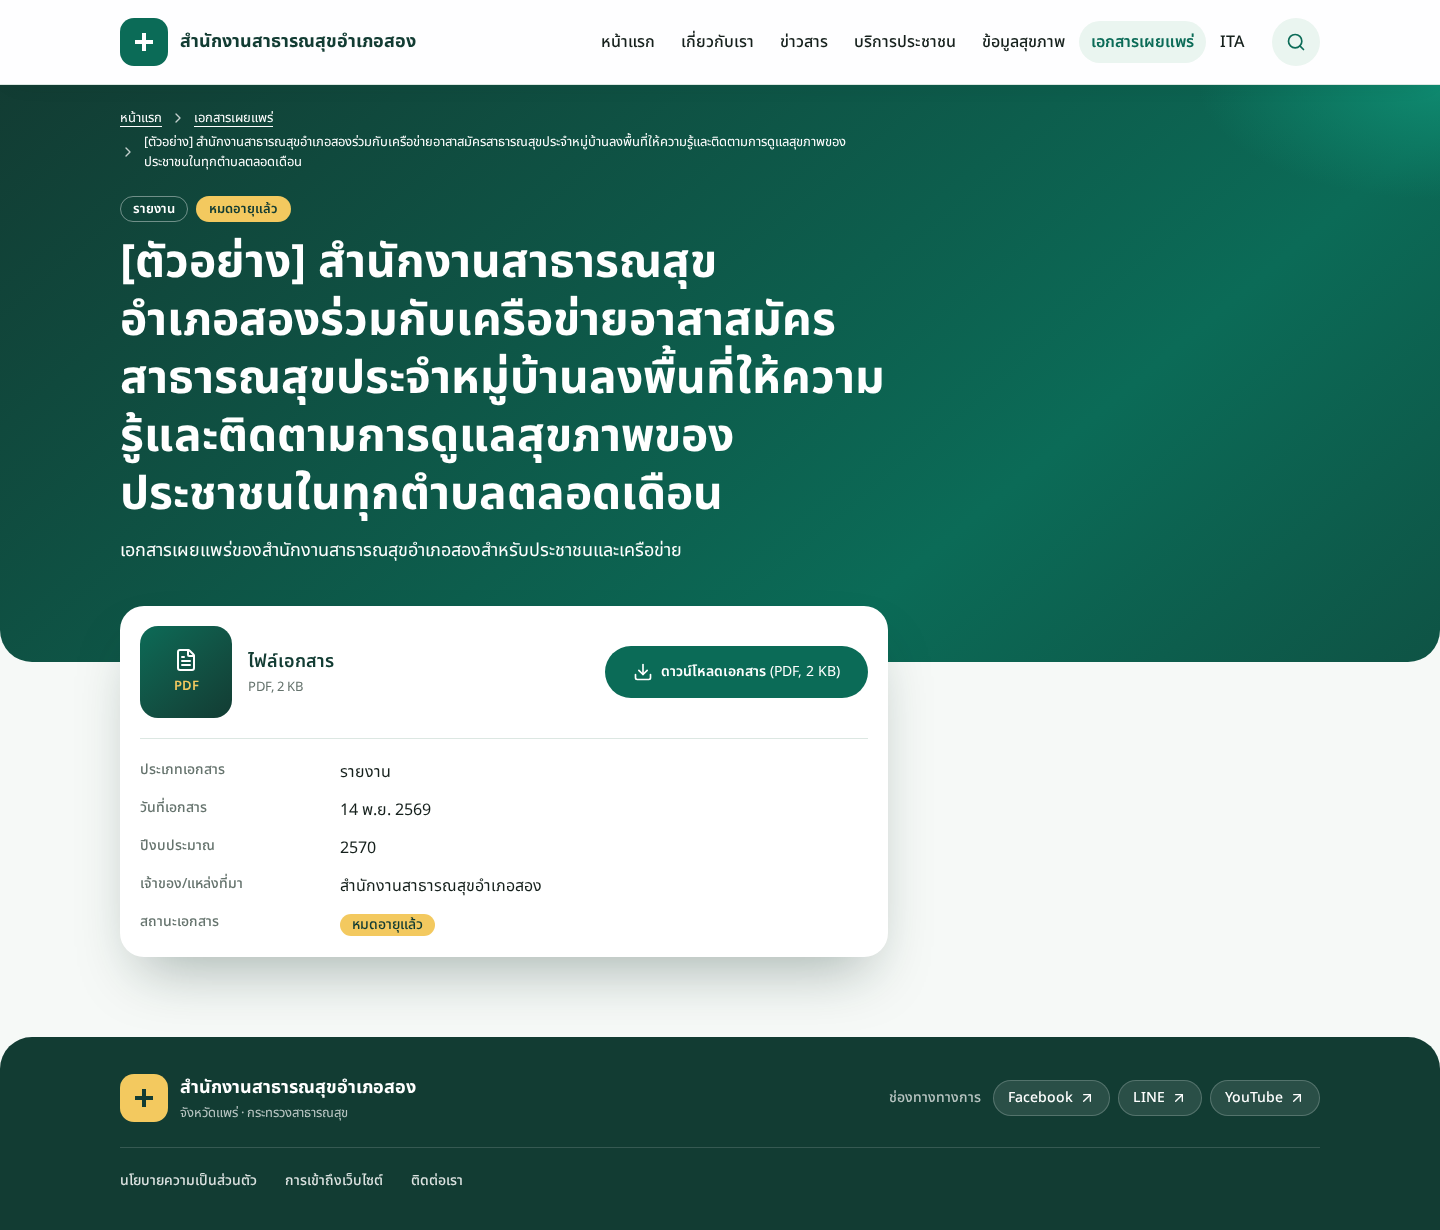 สำนักงานสาธารณสุขอำเภอสอง
หน้าแรก
เกี่ยวกับเรา
ข่าวสาร
บริการประชาชน
ข้อมูลสุขภาพ
เอกสารเผยแพร่
ITA
หน้าแรก
เอกสารเผยแพร่
[ตัวอย่าง] สำนักงานสาธารณสุขอำเภอสองร่วมกับเครือข่ายอาสาสมัครสาธารณสุขประจำหมู่บ้านลงพื้นที่ให้ความรู้และติดตามการดูแลสุขภาพของ
ประชาชนในทุกตำบลตลอดเดือน
รายงาน
หมดอายุแล้ว
[ตัวอย่าง] สำนักงานสาธารณสุข
อำเภอสองร่วมกับเครือข่ายอาสาสมัคร
สาธารณสุขประจำหมู่บ้านลงพื้นที่ให้ความ
รู้และติดตามการดูแลสุขภาพของ
ประชาชนในทุกตำบลตลอดเดือน
เอกสารเผยแพร่ของสำนักงานสาธารณสุขอำเภอสองสำหรับประชาชนและเครือข่าย
PDF
ไฟล์เอกสาร
PDF, 2 KB
ดาวน์โหลดเอกสาร (PDF, 2 KB)
ประเภทเอกสาร
รายงาน
วันที่เอกสาร
14 พ.ย. 2569
ปีงบประมาณ
2570
เจ้าของ/แหล่งที่มา
สำนักงานสาธารณสุขอำเภอสอง
สถานะเอกสาร
หมดอายุแล้ว
สำนักงานสาธารณสุขอำเภอสอง
จังหวัดแพร่ · กระทรวงสาธารณสุข
ช่องทางทางการ
Facebook
LINE
YouTube
นโยบายความเป็นส่วนตัว
การเข้าถึงเว็บไซต์
ติดต่อเรา